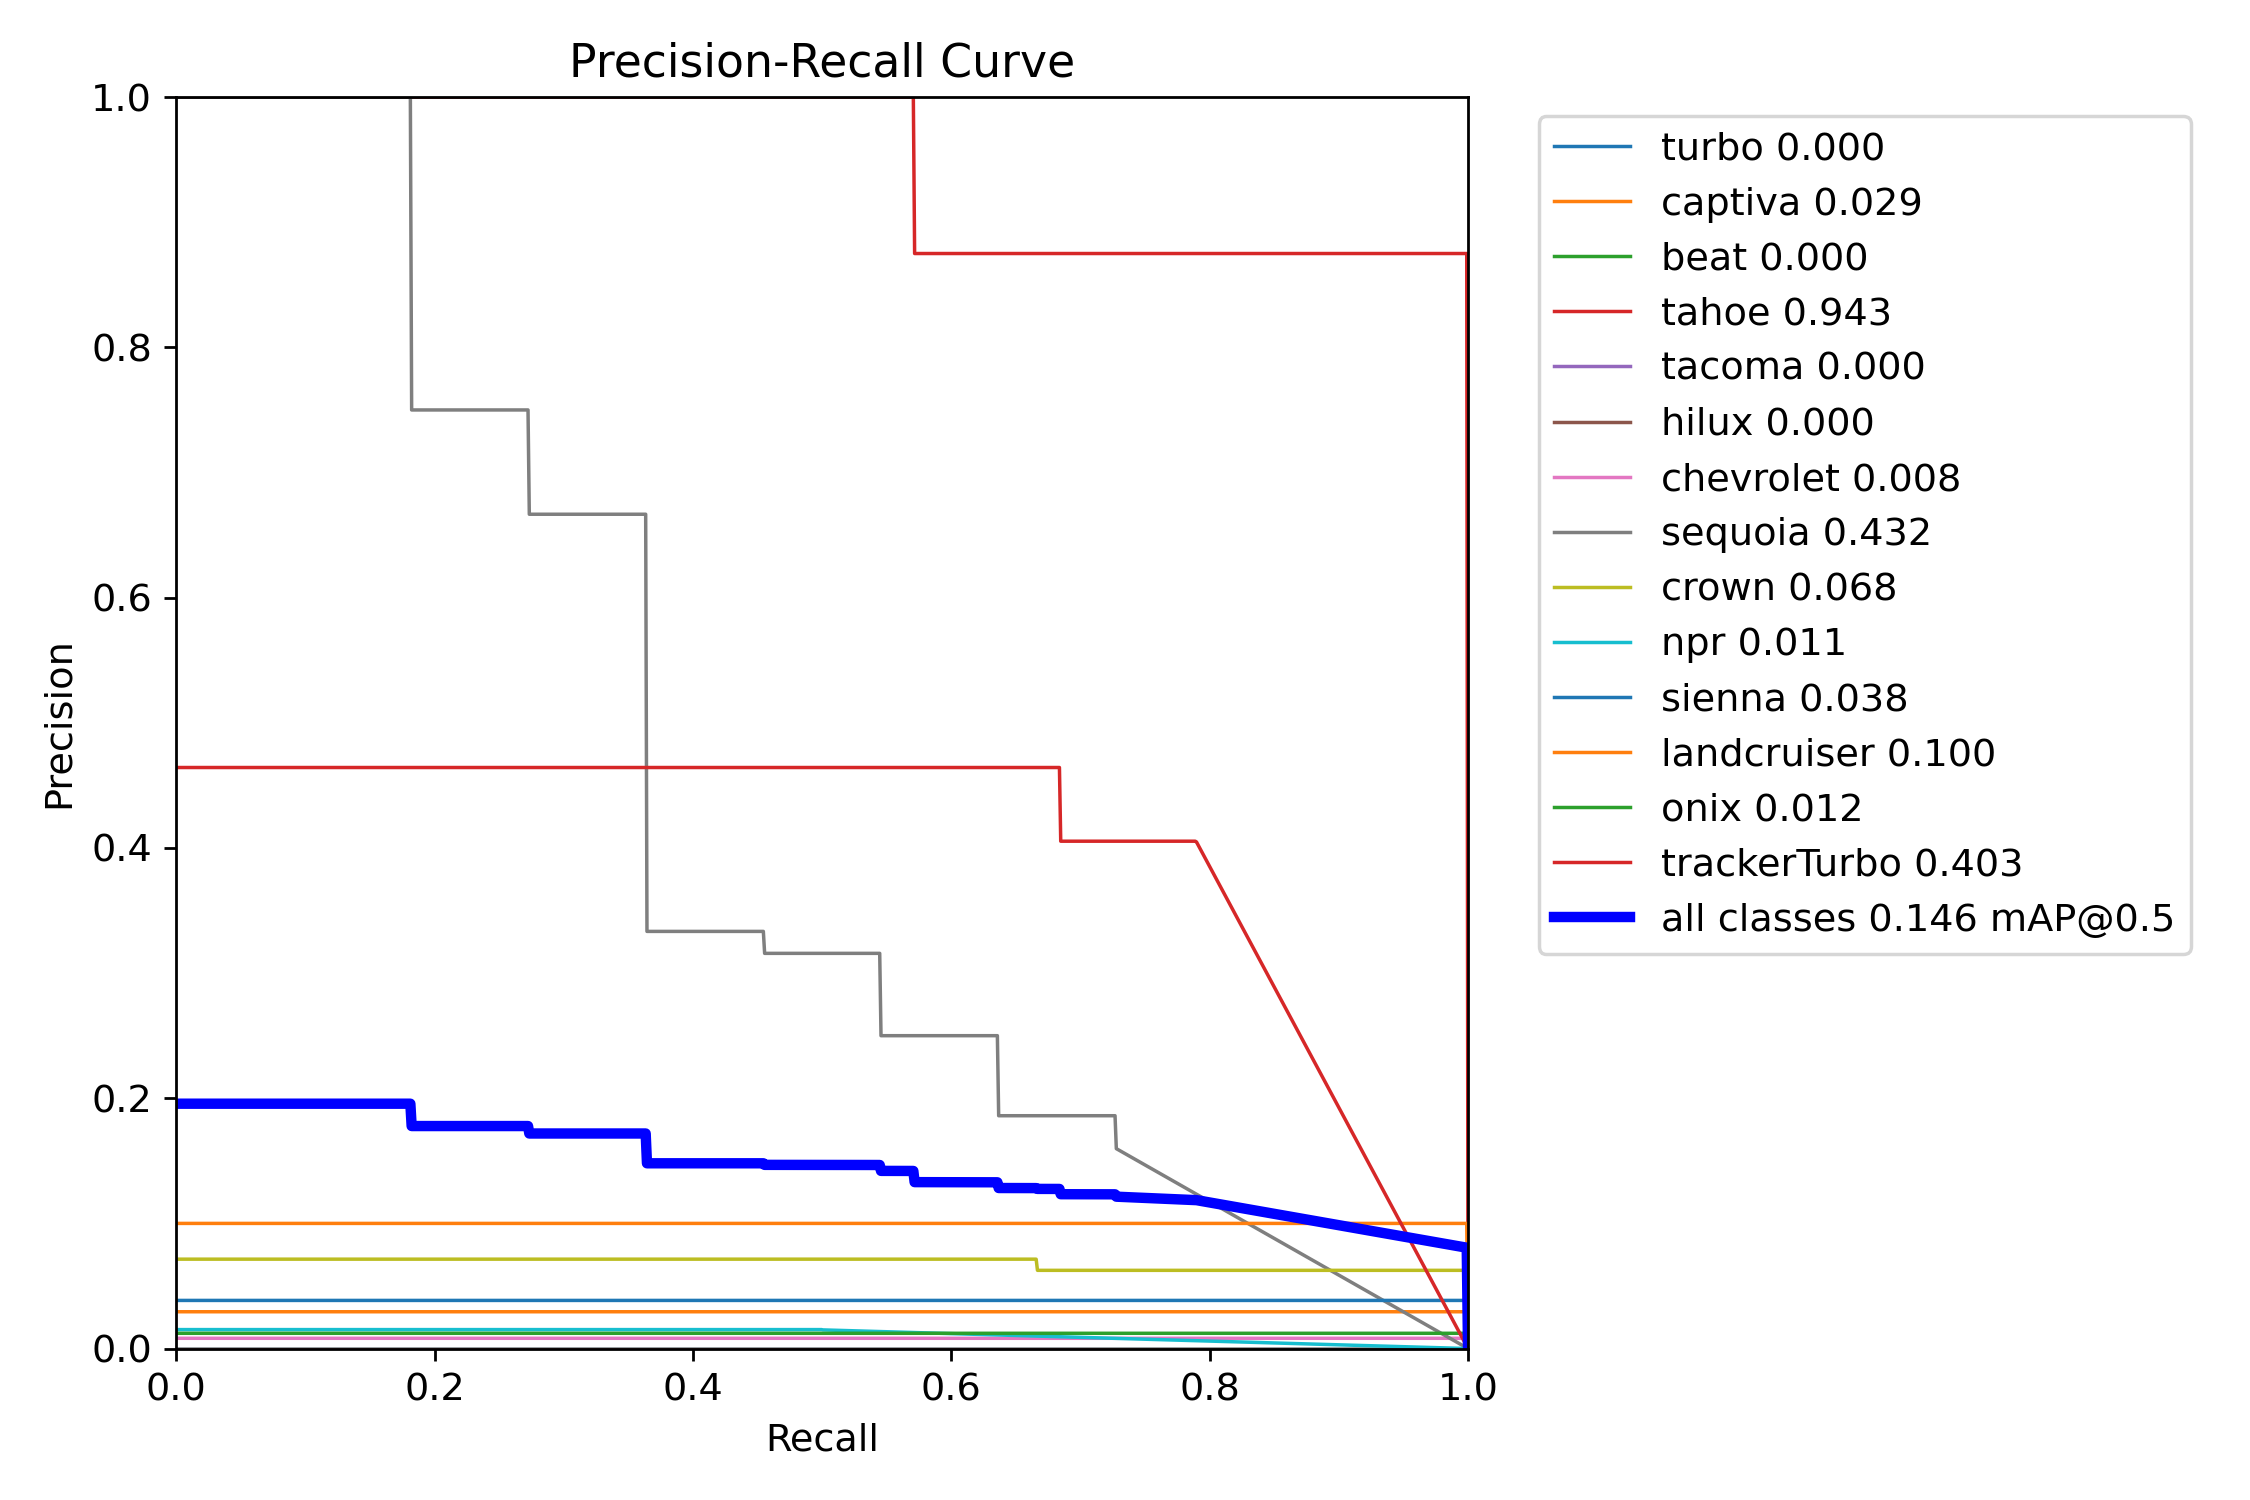 Precision-Recall Curve
1.0
0.8
0.6
0.4
0.2
0.0
Precision
0.0 0.2 0.4 0.6 0.8 1.0
Recall
turbo 0.000
captiva 0.029
beat 0.000
tahoe 0.943
tacoma 0.000
hilux 0.000
chevrolet 0.008
sequoia 0.432
crown 0.068
npr 0.011
sienna 0.038
landcruiser 0.100
onix 0.012
trackerTurbo 0.403
all classes 0.146 mAP@0.5